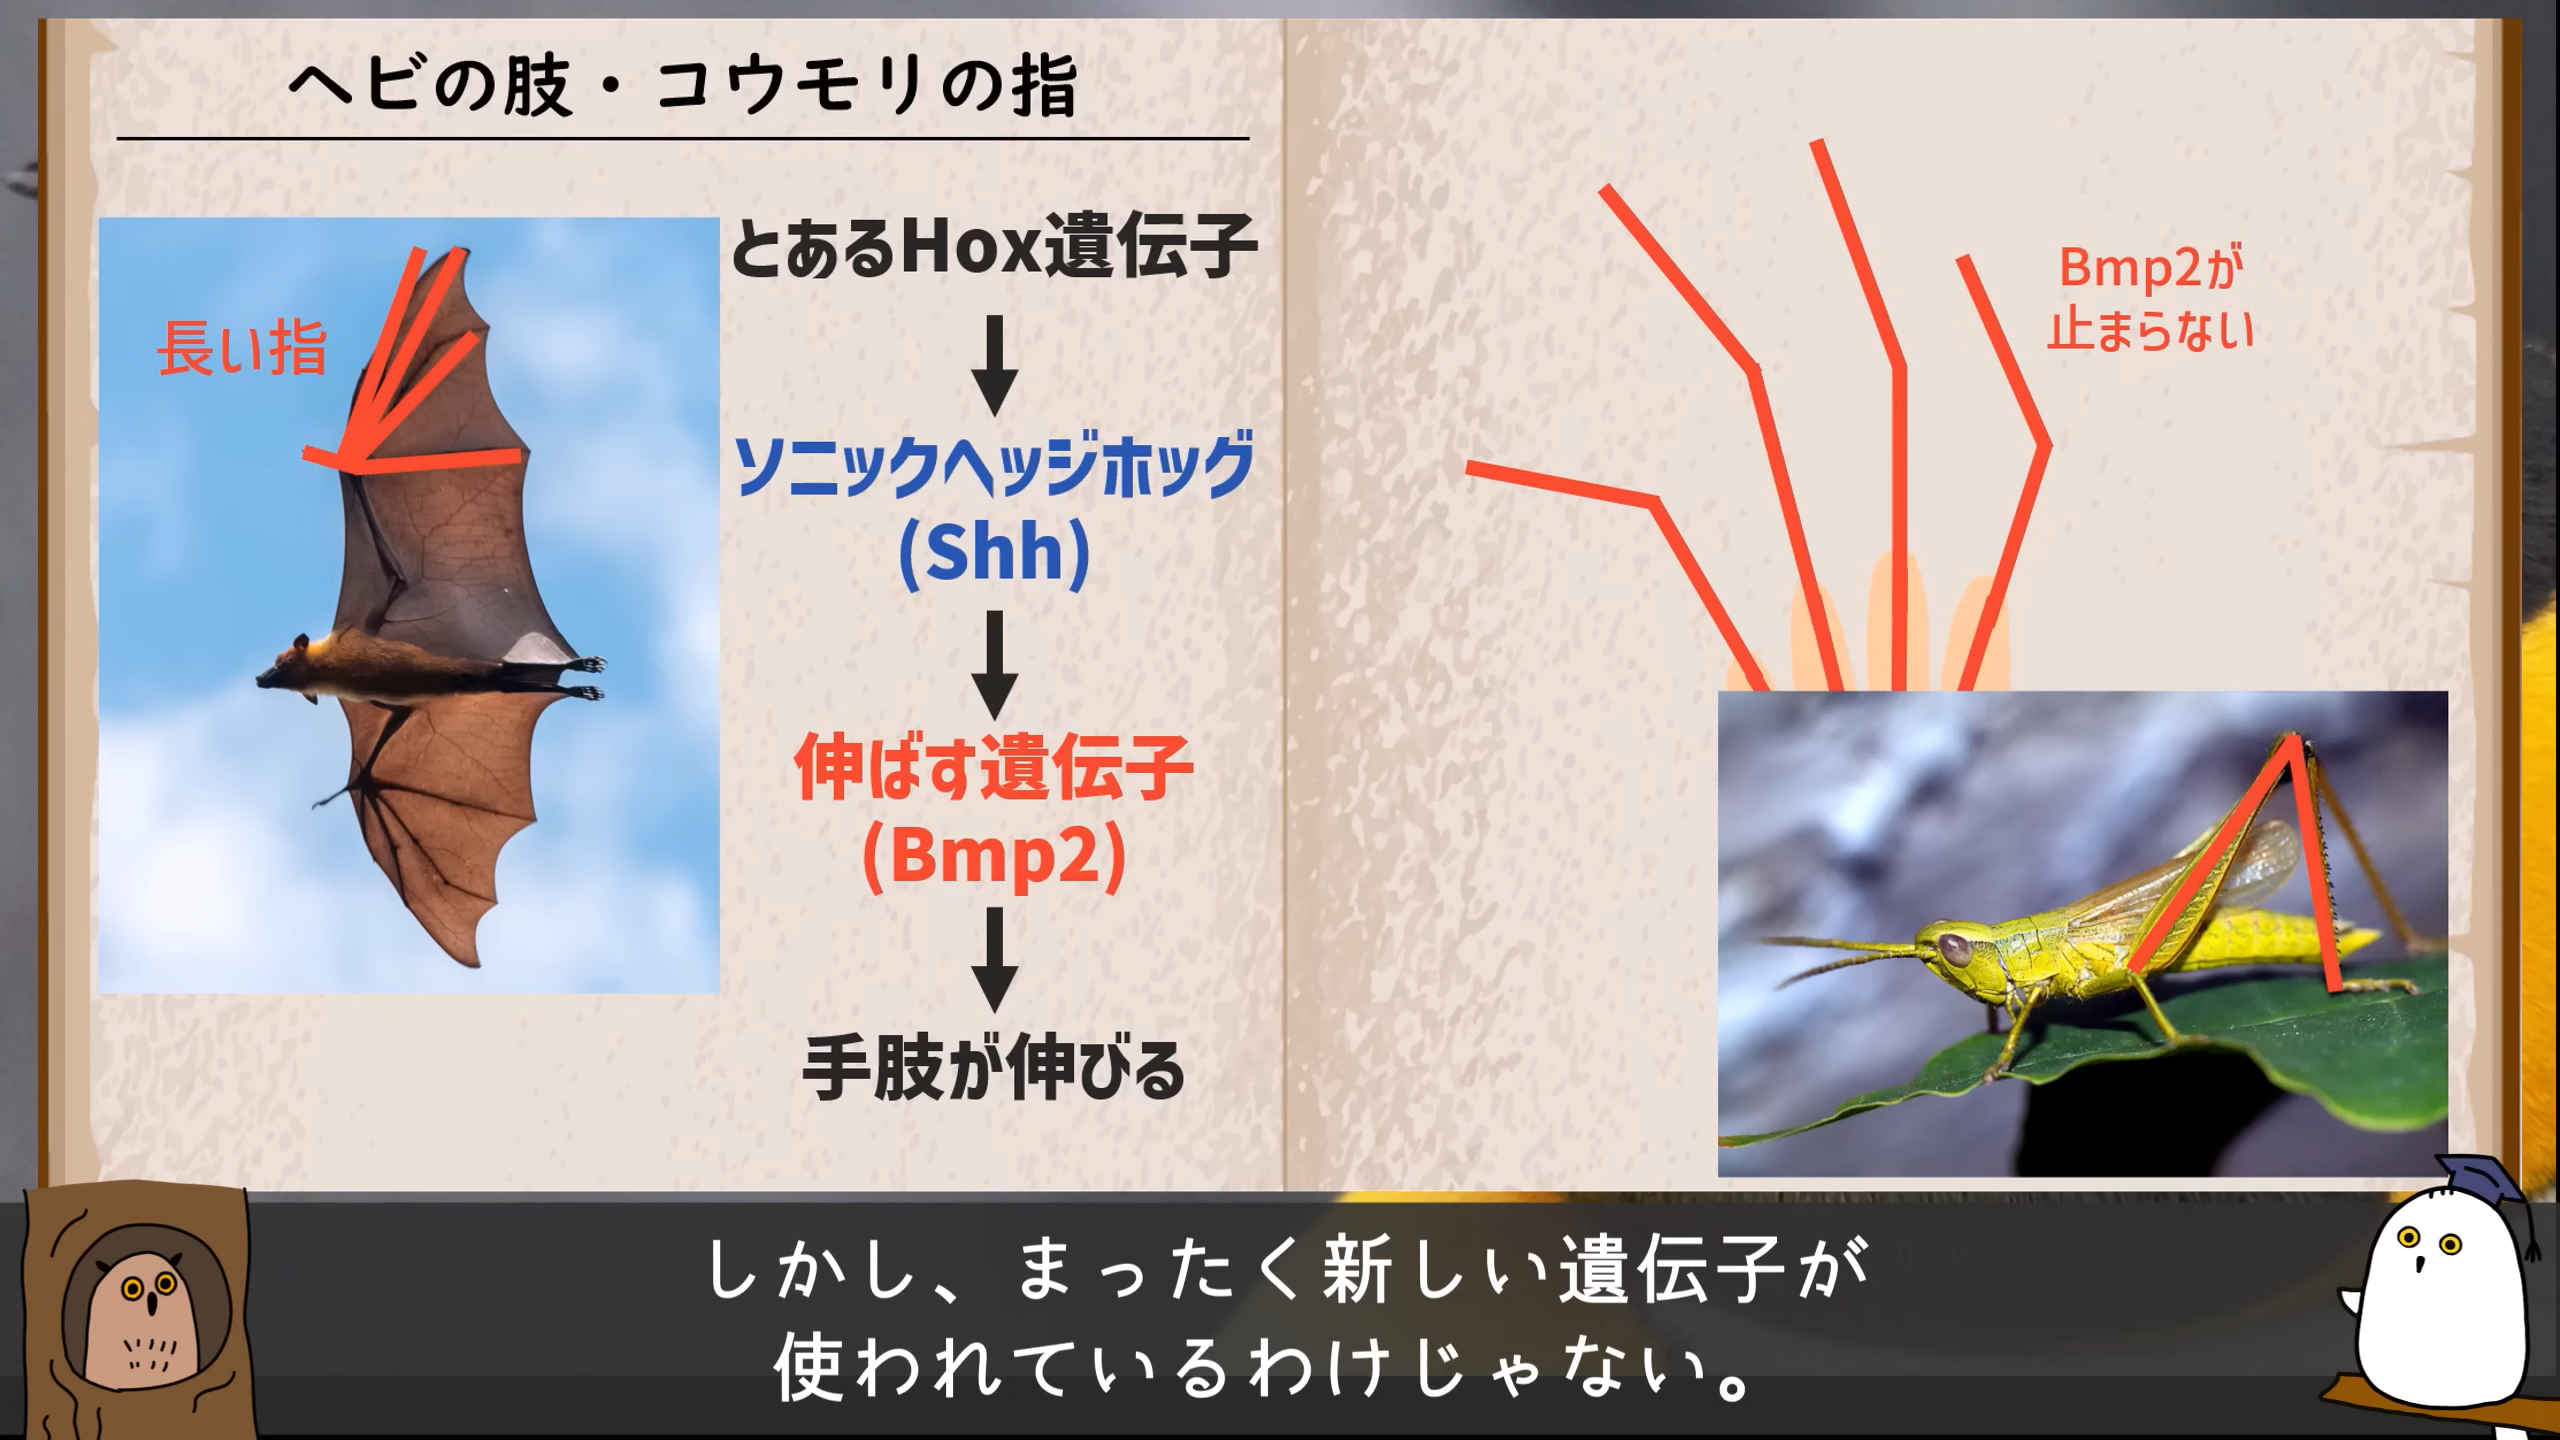 ヘビの肢・コウモリの指
長い指
とあるHox遺伝子
ソニックヘッジホッグ
(Shh)
伸ばす遺伝子
(Bmp2)
手肢が伸びる
Bmp2が
止まらない
しかし、まったく新しい遺伝子が
使われているわけじゃない。